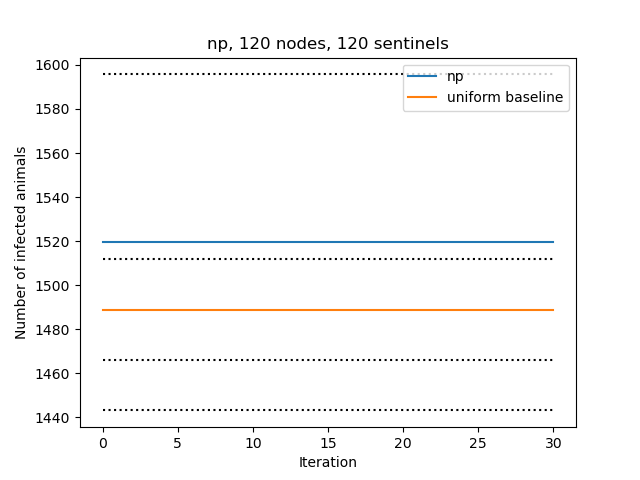 np, 120 nodes, 120 sentinels
np
uniform baseline
Number of infected animals
1600
1580
1560
1540
1520
1500
1480
1460
1440
0 5 10 15 20 25 30
Iteration